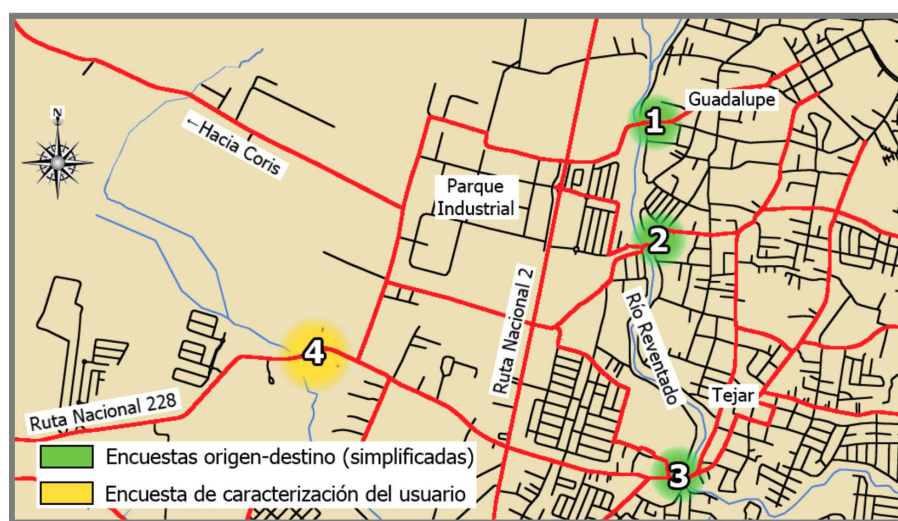 Guadalupe
1
←Hacia Coris
N
Parque
Industrial
2
Ruta Nacional 2
Río Reventado
4
Tejar
Ruta Nacional 228
3
Encuestas origen-destino (simplificadas)
Encuesta de caracterización del usuario